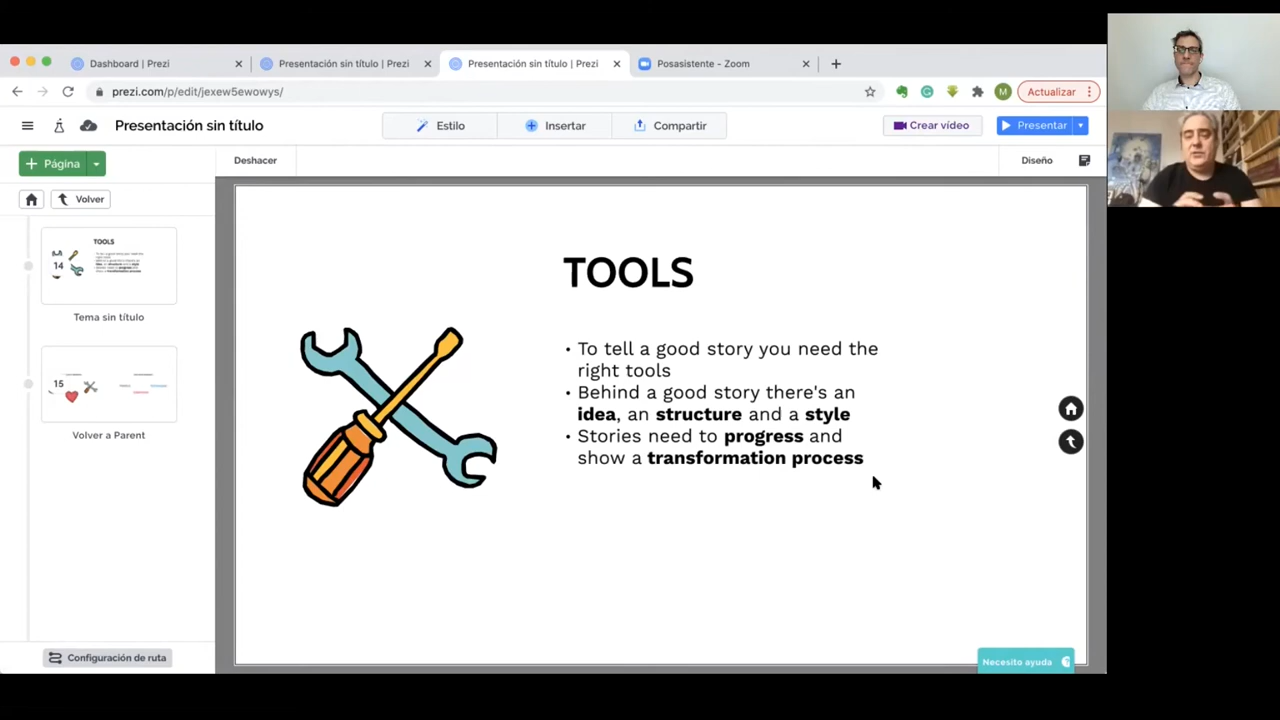 Dashboard | Prezi
Presentación sin título | Prezi
Presentación sin título | Prezi
Posasistente - Zoom
prezi.com/p/edit/jexew5ewowys/
M
Actualizar
Presentación sin título
Estilo
Insertar
Compartir
Crear vídeo
Presentar
+ Página
Deshacer
Diseño
Volver
TOOLS
14
Tema sin título
15
Volver a Parent
Configuración de ruta
TOOLS
• To tell a good story you need the
right tools
• Behind a good story there's an
idea, an structure and a style
• Stories need to progress and
show a transformation process
Necesito ayuda